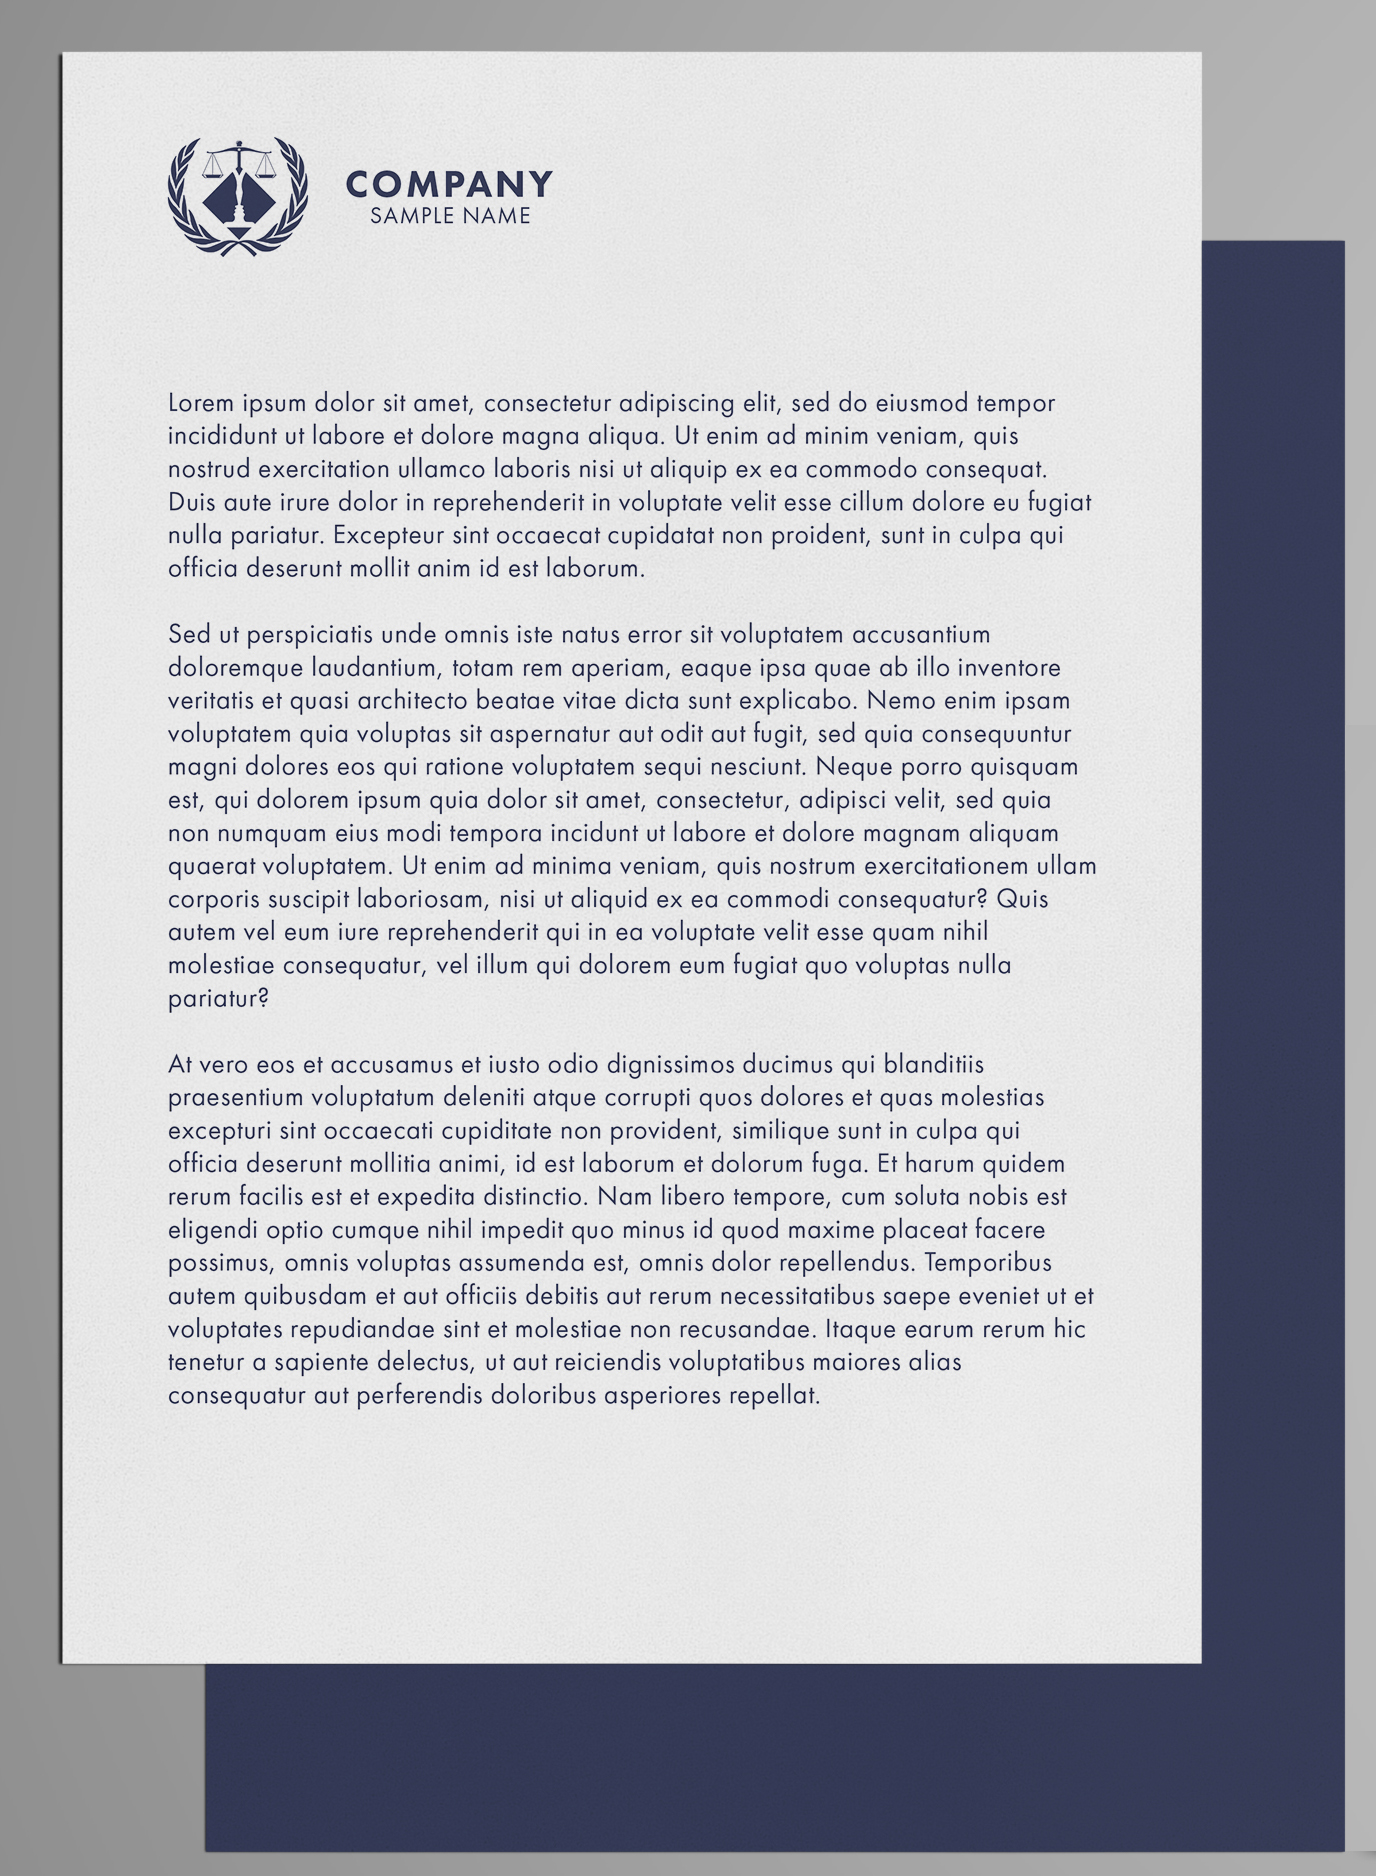 COMPANY
SAMPLE NAME
Lorem ipsum dolor sit amet, consectetur adipiscing elit, sed do eiusmod tempor
incididunt ut labore et dolore magna aliqua. Ut enim ad minim veniam, quis
nostrud exercitation ullamco laboris nisi ut aliquip ex ea commodo consequat.
Duis aute irure dolor in reprehenderit in voluptate velit esse cillum dolore eu fugiat
nulla pariatur. Excepteur sint occaecat cupidatat non proident, sunt in culpa qui
officia deserunt mollit anim id est laborum.
Sed ut perspiciatis unde omnis iste natus error sit voluptatem accusantium
doloremque laudantium, totam rem aperiam, eaque ipsa quae ab illo inventore
veritatis et quasi architecto beatae vitae dicta sunt explicabo. Nemo enim ipsam
voluptatem quia voluptas sit aspernatur aut odit aut fugit, sed quia consequuntur
magni dolores eos qui ratione voluptatem sequi nesciunt. Neque porro quisquam
est, qui dolorem ipsum quia dolor sit amet, consectetur, adipisci velit, sed quia
non numquam eius modi tempora incidunt ut labore et dolore magnam aliquam
quaerat voluptatem. Ut enim ad minima veniam, quis nostrum exercitationem ullam
corporis suscipit laboriosam, nisi ut aliquid ex ea commodi consequatur? Quis
autem vel eum iure reprehenderit qui in ea voluptate velit esse quam nihil
molestiae consequatur, vel illum qui dolorem eum fugiat quo voluptas nulla
pariatur?
At vero eos et accusamus et iusto odio dignissimos ducimus qui blanditiis
praesentium voluptatum deleniti atque corrupti quos dolores et quas molestias
excepturi sint occaecati cupiditate non provident, similique sunt in culpa qui
officia deserunt mollitia animi, id est laborum et dolorum fuga. Et harum quidem
rerum facilis est et expedita distinctio. Nam libero tempore, cum soluta nobis est
eligendi optio cumque nihil impedit quo minus id quod maxime placeat facere
possimus, omnis voluptas assumenda est, omnis dolor repellendus. Temporibus
autem quibusdam et aut officiis debitis aut rerum necessitatibus saepe eveniet ut et
voluptates repudiandae sint et molestiae non recusandae. Itaque earum rerum hic
tenetur a sapiente delectus, ut aut reiciendis voluptatibus maiores alias
consequatur aut perferendis doloribus asperiores repellat.